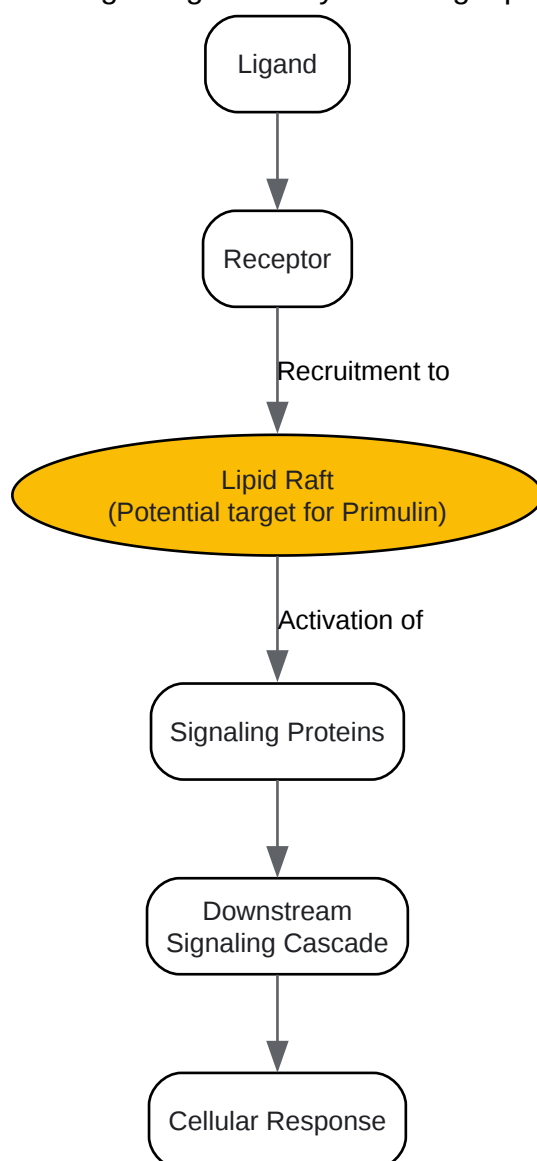 Ligand
Receptor
Recruitment to
Lipid Raft
(Potential target for Primulin)
Activation of
Signaling Proteins
Downstream
Signaling Cascade
Cellular Response